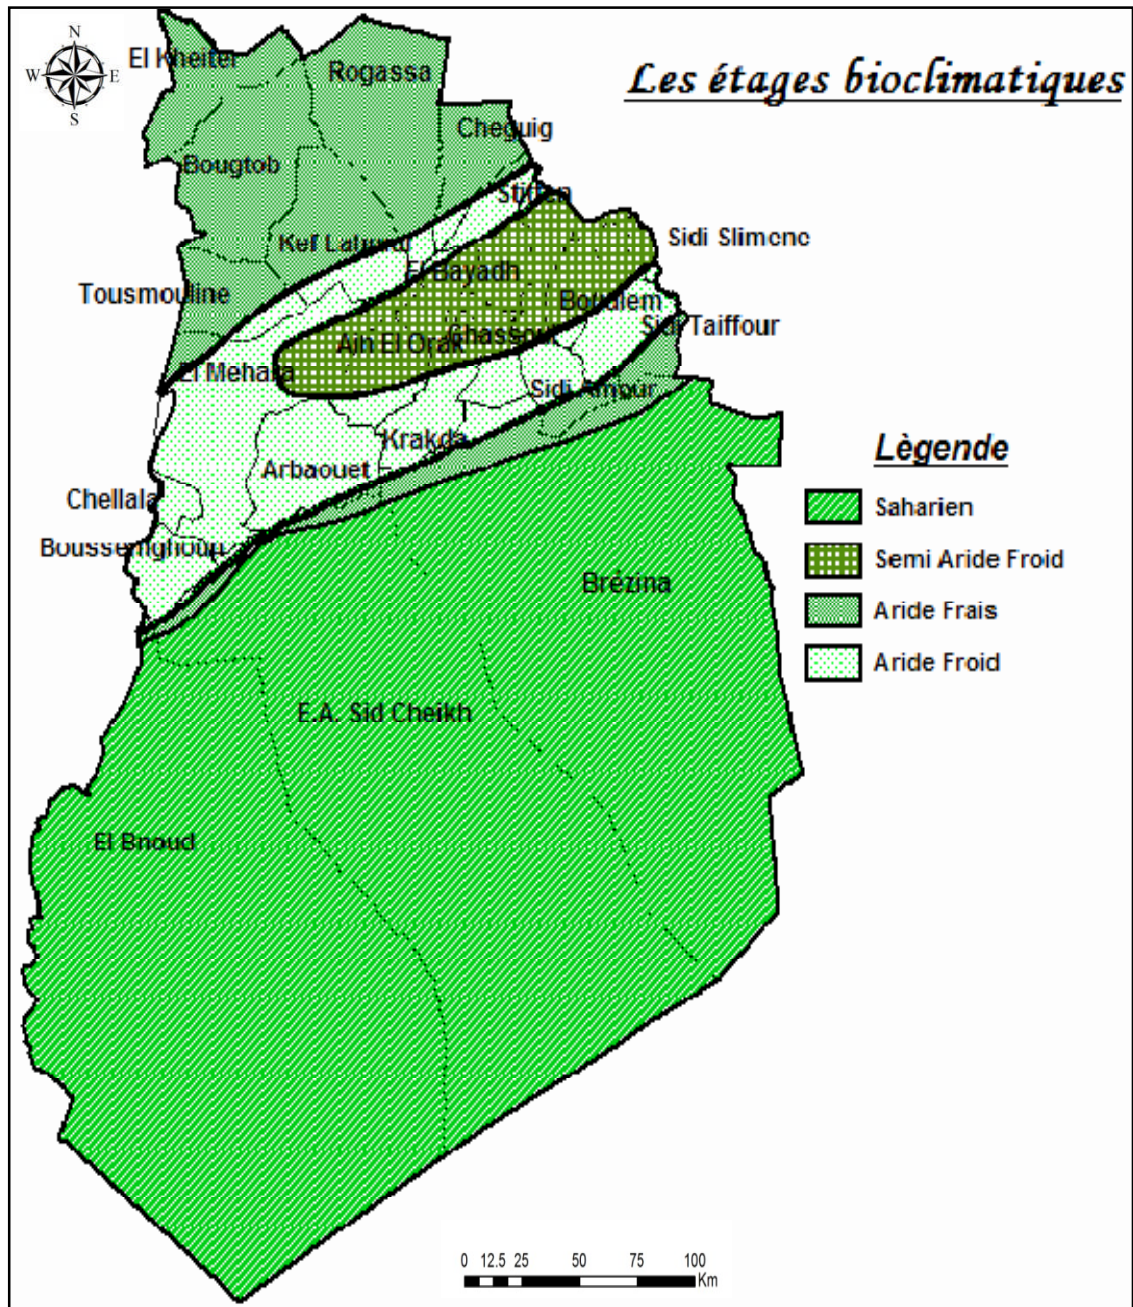 N
W E
S
Les étages bioclimatiques
El Kheiter
Rogassa
Cheguig
Bougtob
Stitten
Sidi Slimene
Kef Lahmar
El Bayadh
Tousmouline
Boualem
Sidi Taiffour
Ghassoul
Ain El Orak
El Mehara
Sidi Ameur
Krakda
Arbaouet
Chellala
Boussemghoun
Lègende
Saharien
Semi Aride Froid
Aride Frais
Aride Froid
Brézina
E.A. Sid Cheikh
El Bnoud
0 12.5 25 50 75 100
Km